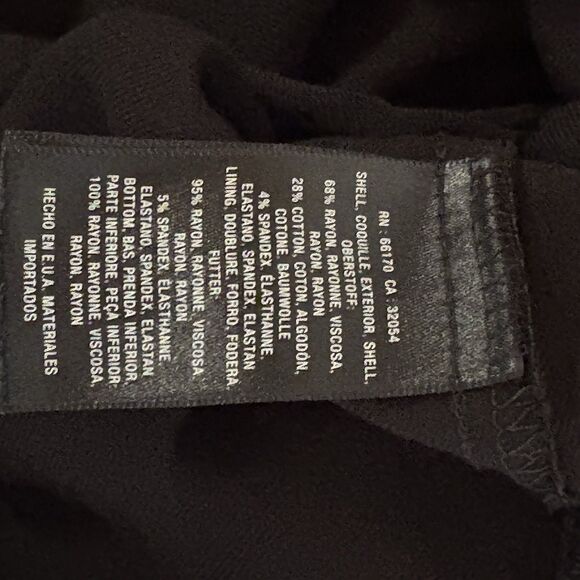 RN : 66170 CA : 32054
SHELL, COQUILLE, EXTERIOR, SHELL,
OBERSTOFF:
68% RAYON, RAYONNE, VISCOSA,
RAYON, RAYON
28% COTTON, COTON, ALGODÓN,
COTONE, BAUMWOLLE
4% SPANDEX, ÉLASTHANNE,
ELASTANO, SPANDEX, ELASTAN
LINING, DOUBLURE, FORRO, FODERA,
FUTTER:
95% RAYON, RAYONNE, VISCOSA,
RAYON, RAYON
5% SPANDEX, ÉLASTHANNE,
ELASTANO, SPANDEX, ELASTAN
BOTTOM, BAS, PRENDA INFERIOR,
PARTE INFERIORE, PEÇA INFERIOR:
100% RAYON, RAYONNE, VISCOSA,
RAYON, RAYON
HECHO EN E.U.A. MATERIALES
IMPORTADOS